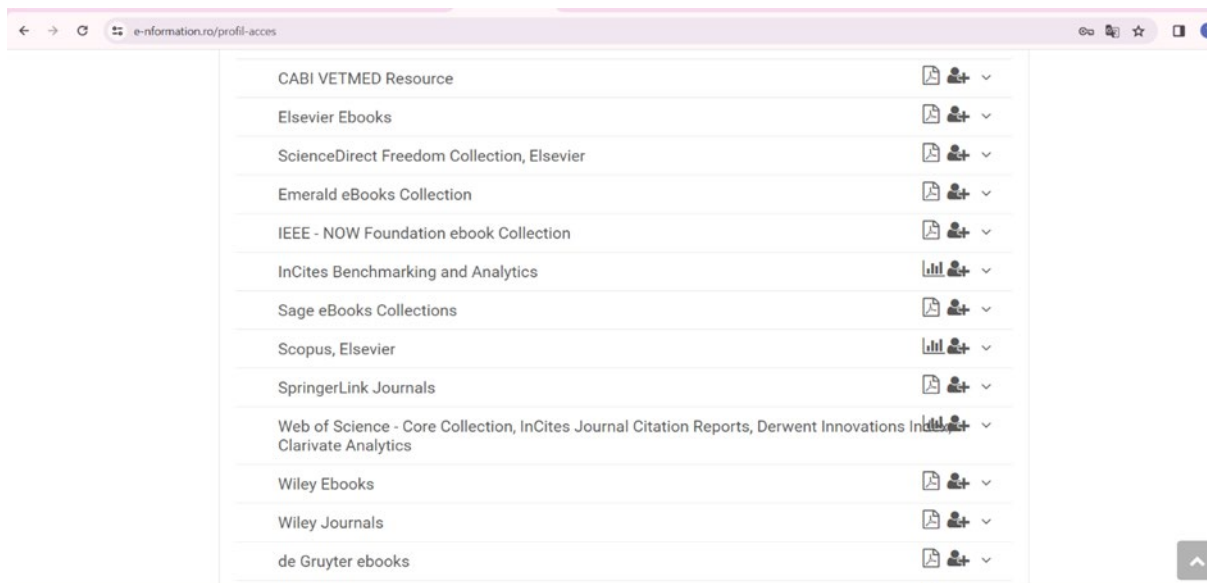 e-nformation.ro/profil-acces
CABI VETMED Resource
Elsevier Ebooks
ScienceDirect Freedom Collection, Elsevier
Emerald eBooks Collection
IEEE - NOW Foundation ebook Collection
InCites Benchmarking and Analytics
Sage eBooks Collections
Scopus, Elsevier
SpringerLink Journals
Web of Science - Core Collection, InCites Journal Citation Reports, Derwent Innovations Index,
Clarivate Analytics
Wiley Ebooks
Wiley Journals
de Gruyter ebooks